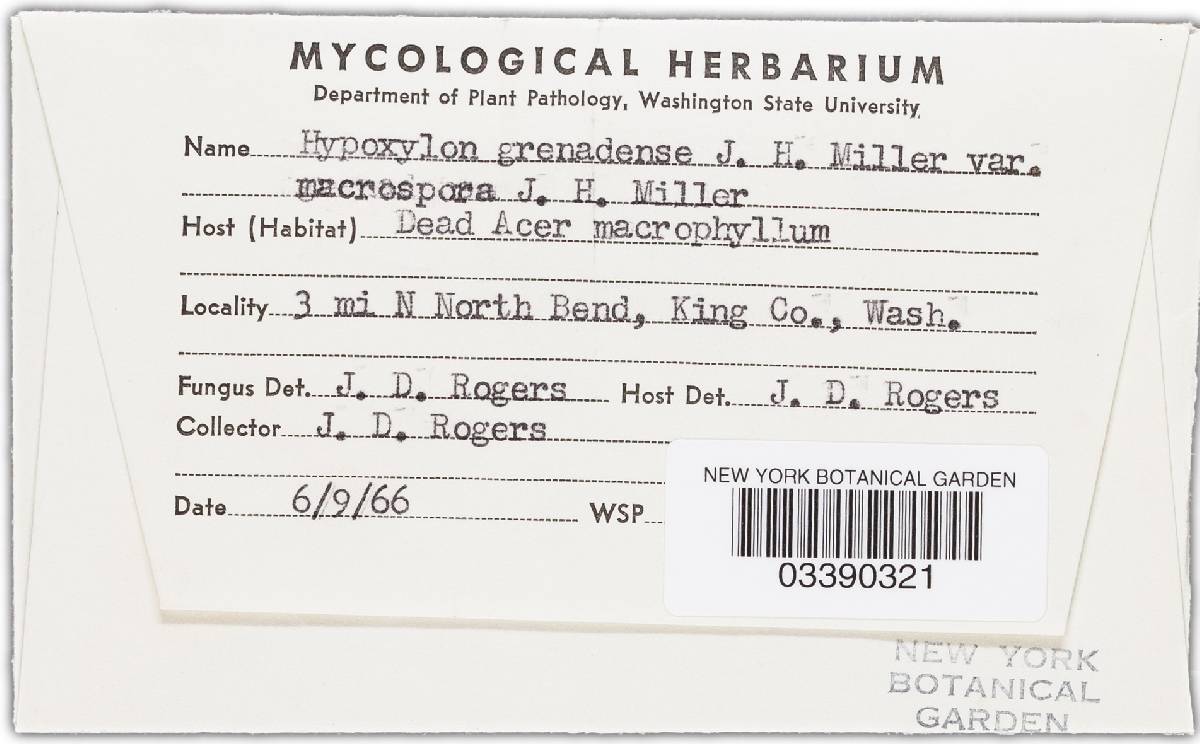 MYCOLOGICAL HERBARIUM
Department of Plant Pathology, Washington State University.
Name Hypoxylon grenadense J. H. Miller var.
macrospora J. H. Miller
Host (Habitat) Dead Acer macrophyllum
Locality 3 mi N North Bend, King Co., Wash.
Fungus Det. J. D. Rogers Host Det. J. D. Rogers
Collector J. D. Rogers
Date 6/9/66 WSP
NEW YORK BOTANICAL GARDEN
03390321
NEW YORK
BOTANICAL
GARDEN